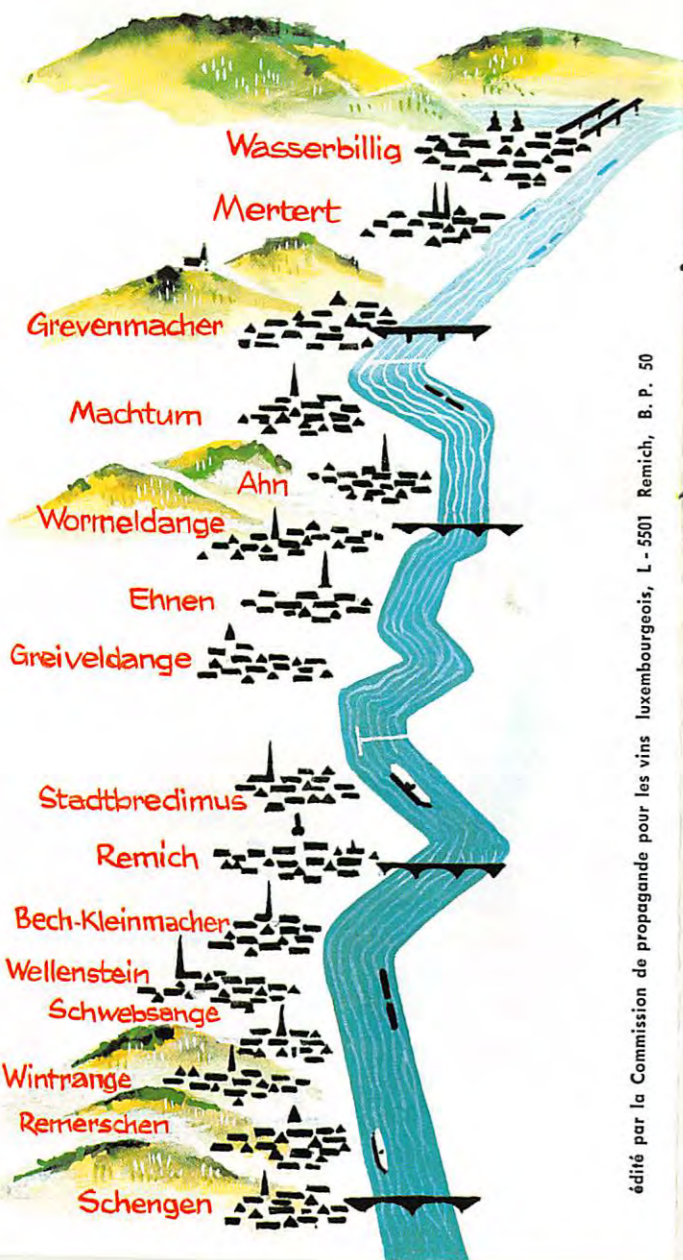 Wasserbillig
Mertert
Grevenmacher
Machtum
Ahn
Wormeldange
Ehnen
Greiveldange
Stadtbredimus
Remich
Bech-Kleinmacher
Wellenstein
Schwebsange
Wintrange
Remerschen
Schengen
édité par la Commission de propagande pour les vins luxembourgeois, L - 5501 Remich, B. P. 50